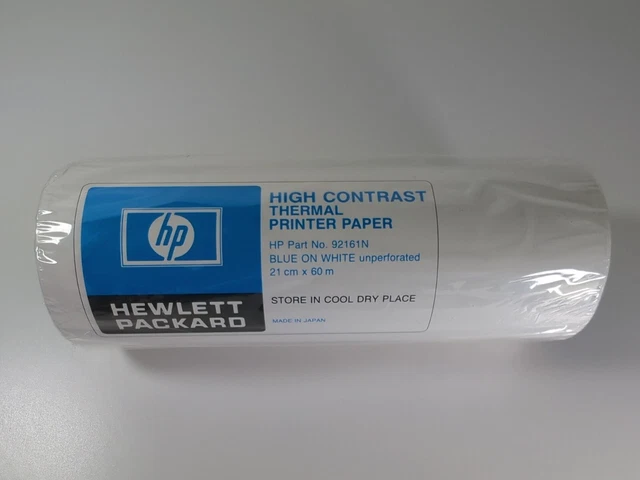 hp
HEWLETT
PACKARD
HIGH CONTRAST
THERMAL
PRINTER PAPER
HP Part No. 92161N
BLUE ON WHITE unperforated
21 cm x 60 m
STORE IN COOL DRY PLACE
MADE IN JAPAN